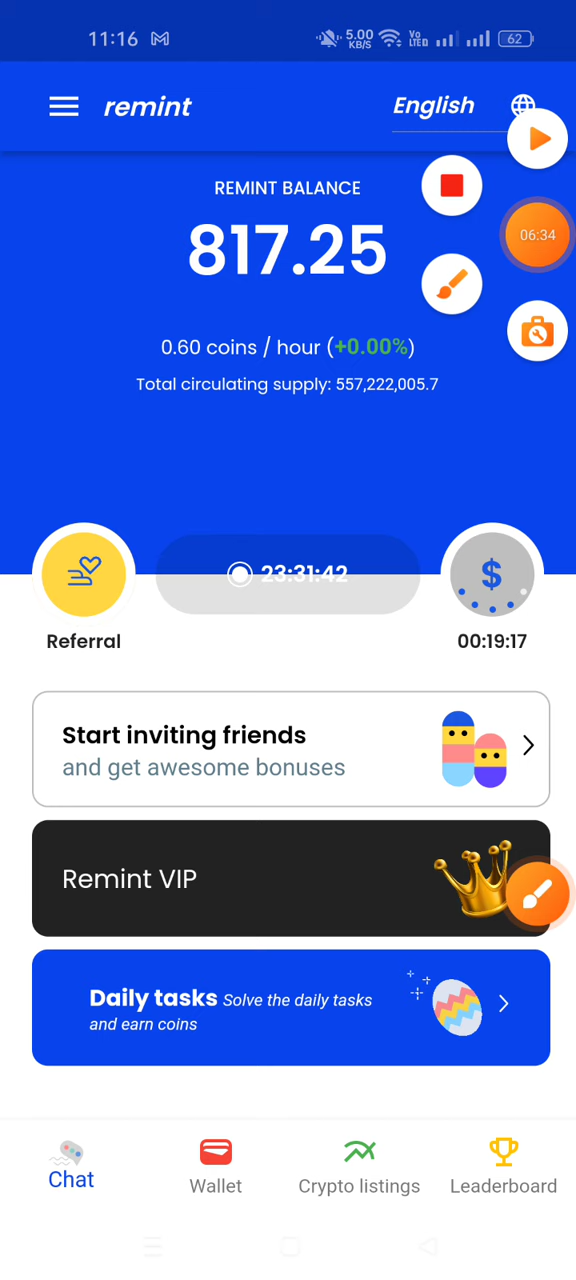 11:16
5.00
KB/S
Vo
LTED
62
remint
English
06:34
REMINT BALANCE
817.25
0.60 coins / hour (+0.00%)
Total circulating supply: 557,222,005.7
23:31:42
$
Referral
00:19:17
Start inviting friends
and get awesome bonuses
Remint VIP
Daily tasks Solve the daily tasks
and earn coins
Chat
Wallet
Crypto listings
Leaderboard